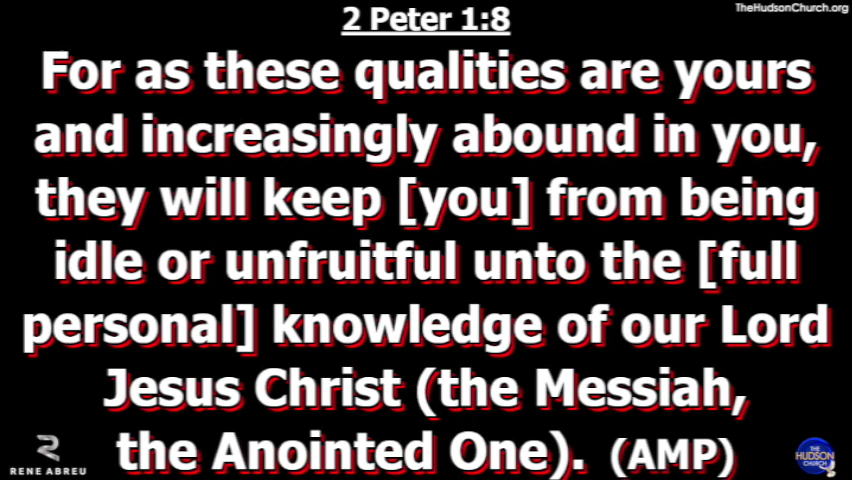 TheHudsonChurch.org
2 Peter 1:8
For as these qualities are yours
and increasingly abound in you,
they will keep [you] from being
idle or unfruitful unto the [full
personal] knowledge of our Lord
Jesus Christ (the Messiah,
the Anointed One). (AMP)
RENE ABREU
THE
HUDSON
CHURCH